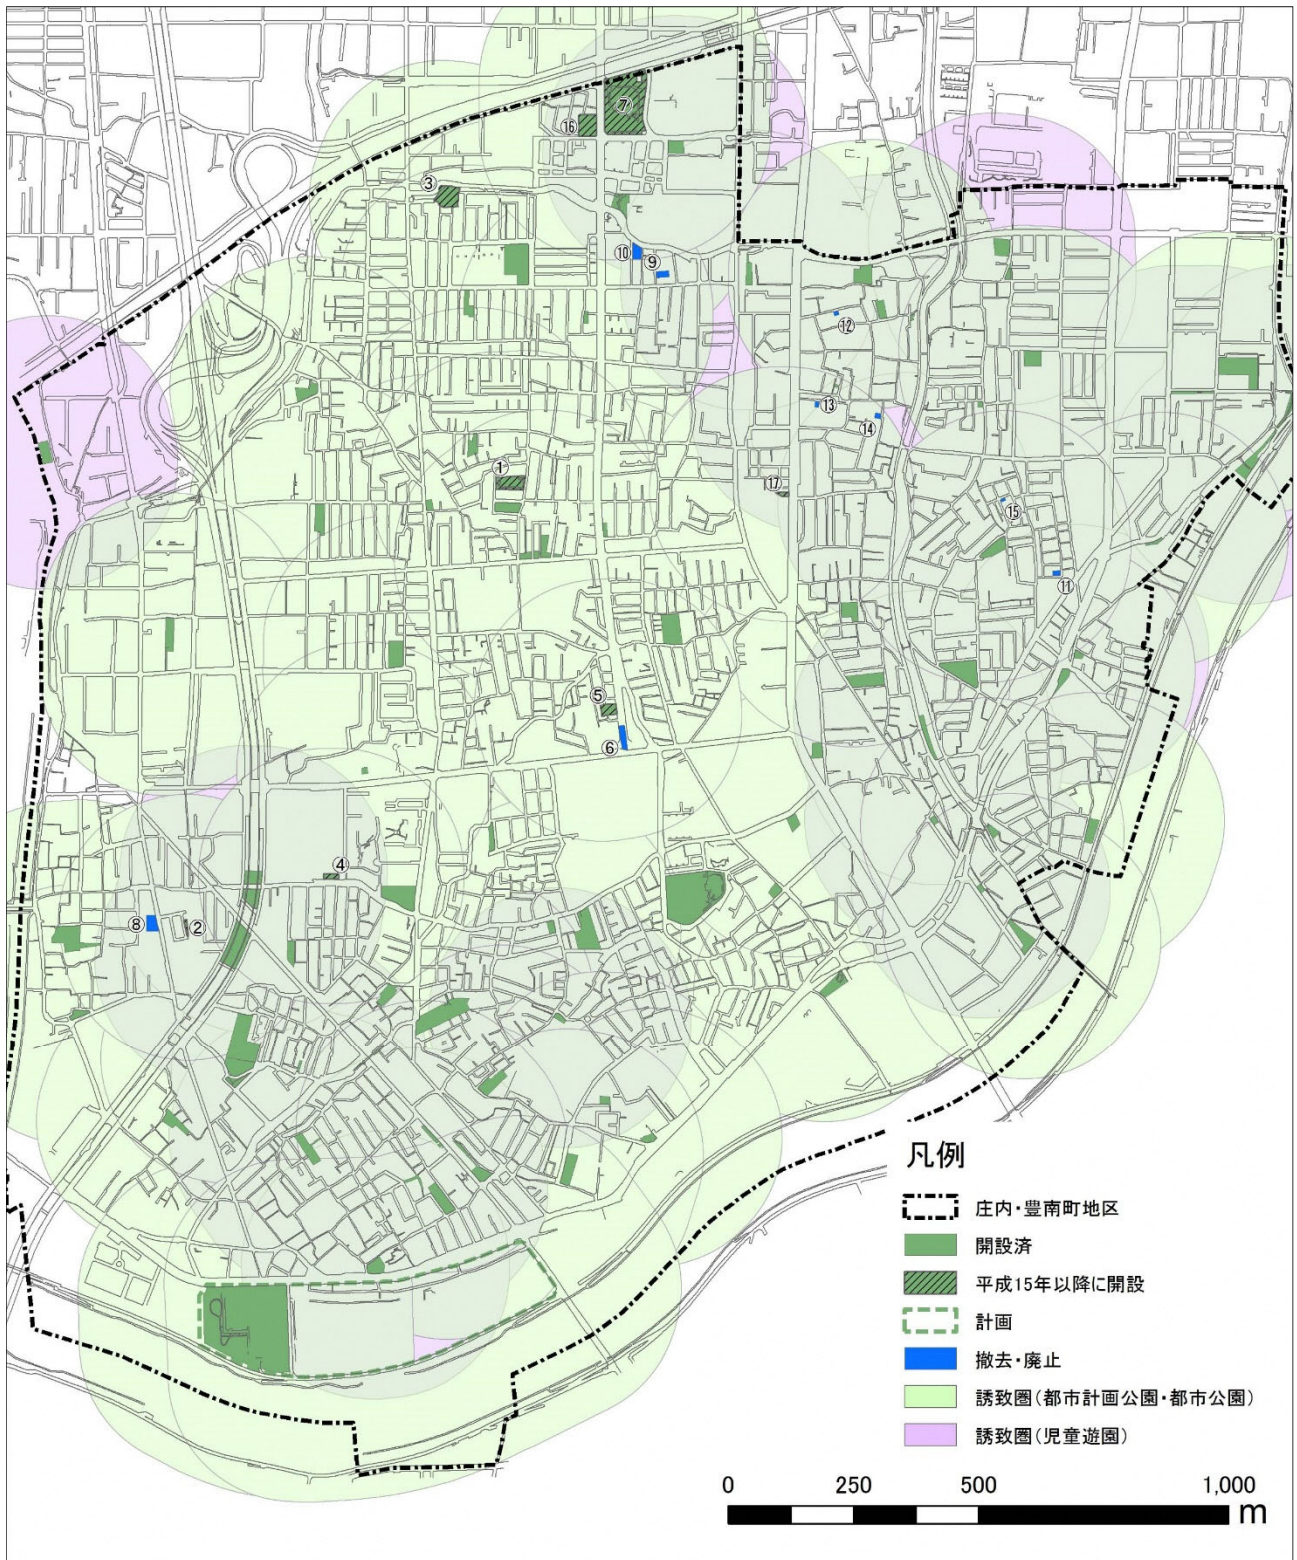 ⑦
⑯
③
⑩
⑨
⑫
⑬
⑭
①
⑰
⑮
⑪
⑤
⑥
④
⑧
②
凡例
庄内・豊南町地区
開設済
平成15年以降に開設
計画
撤去・廃止
誘致圏(都市計画公園・都市公園)
誘致圏(児童遊園)
0 250 500 1,000
m